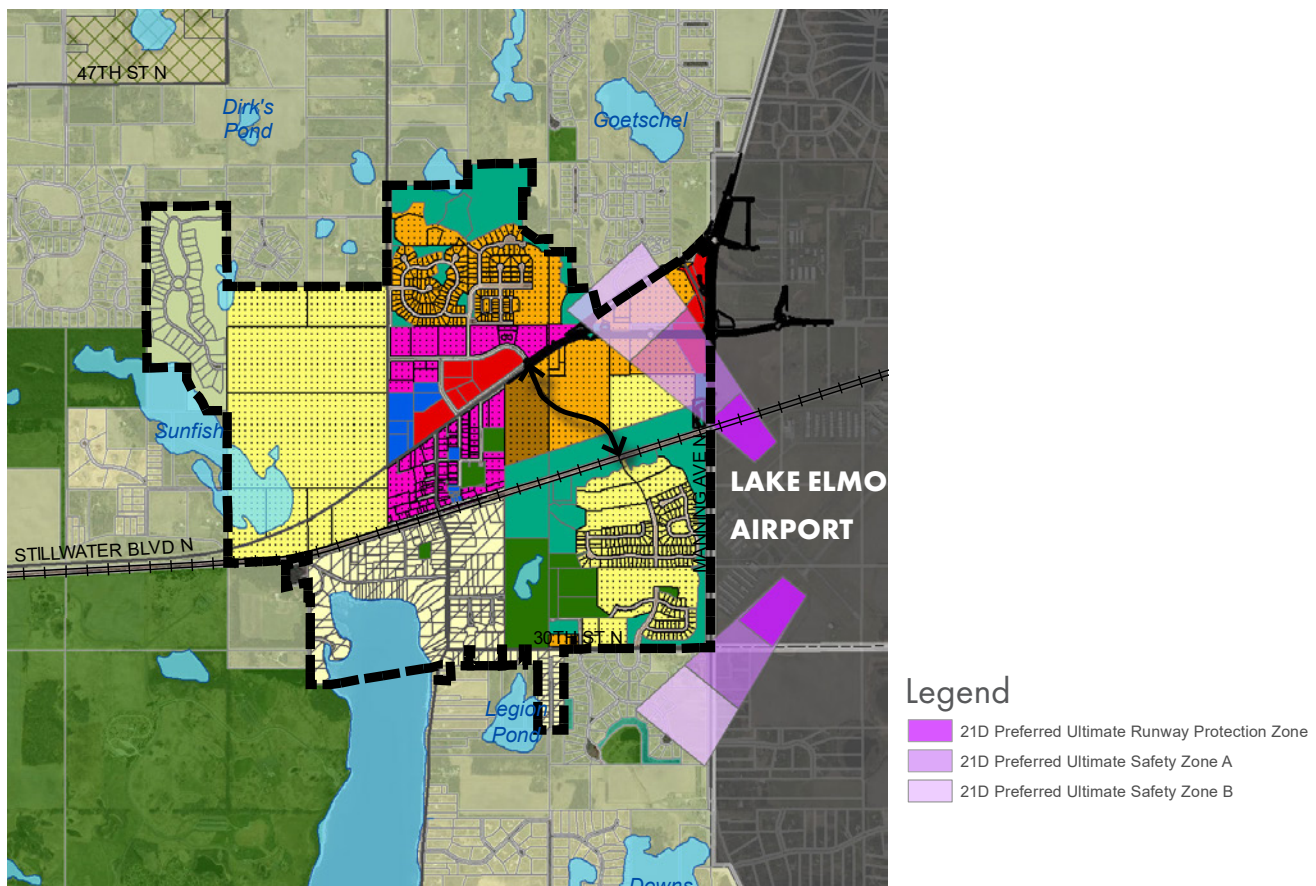 47TH ST N
Dirk's
Pond
Goetschel
Sunfish
STILLWATER BLVD N
LAKE ELMO
AIRPORT
30TH ST N
Legion
Pond
Downs
Legend
21D Preferred Ultimate Runway Protection Zone
21D Preferred Ultimate Safety Zone A
21D Preferred Ultimate Safety Zone B
MANNING AVE N